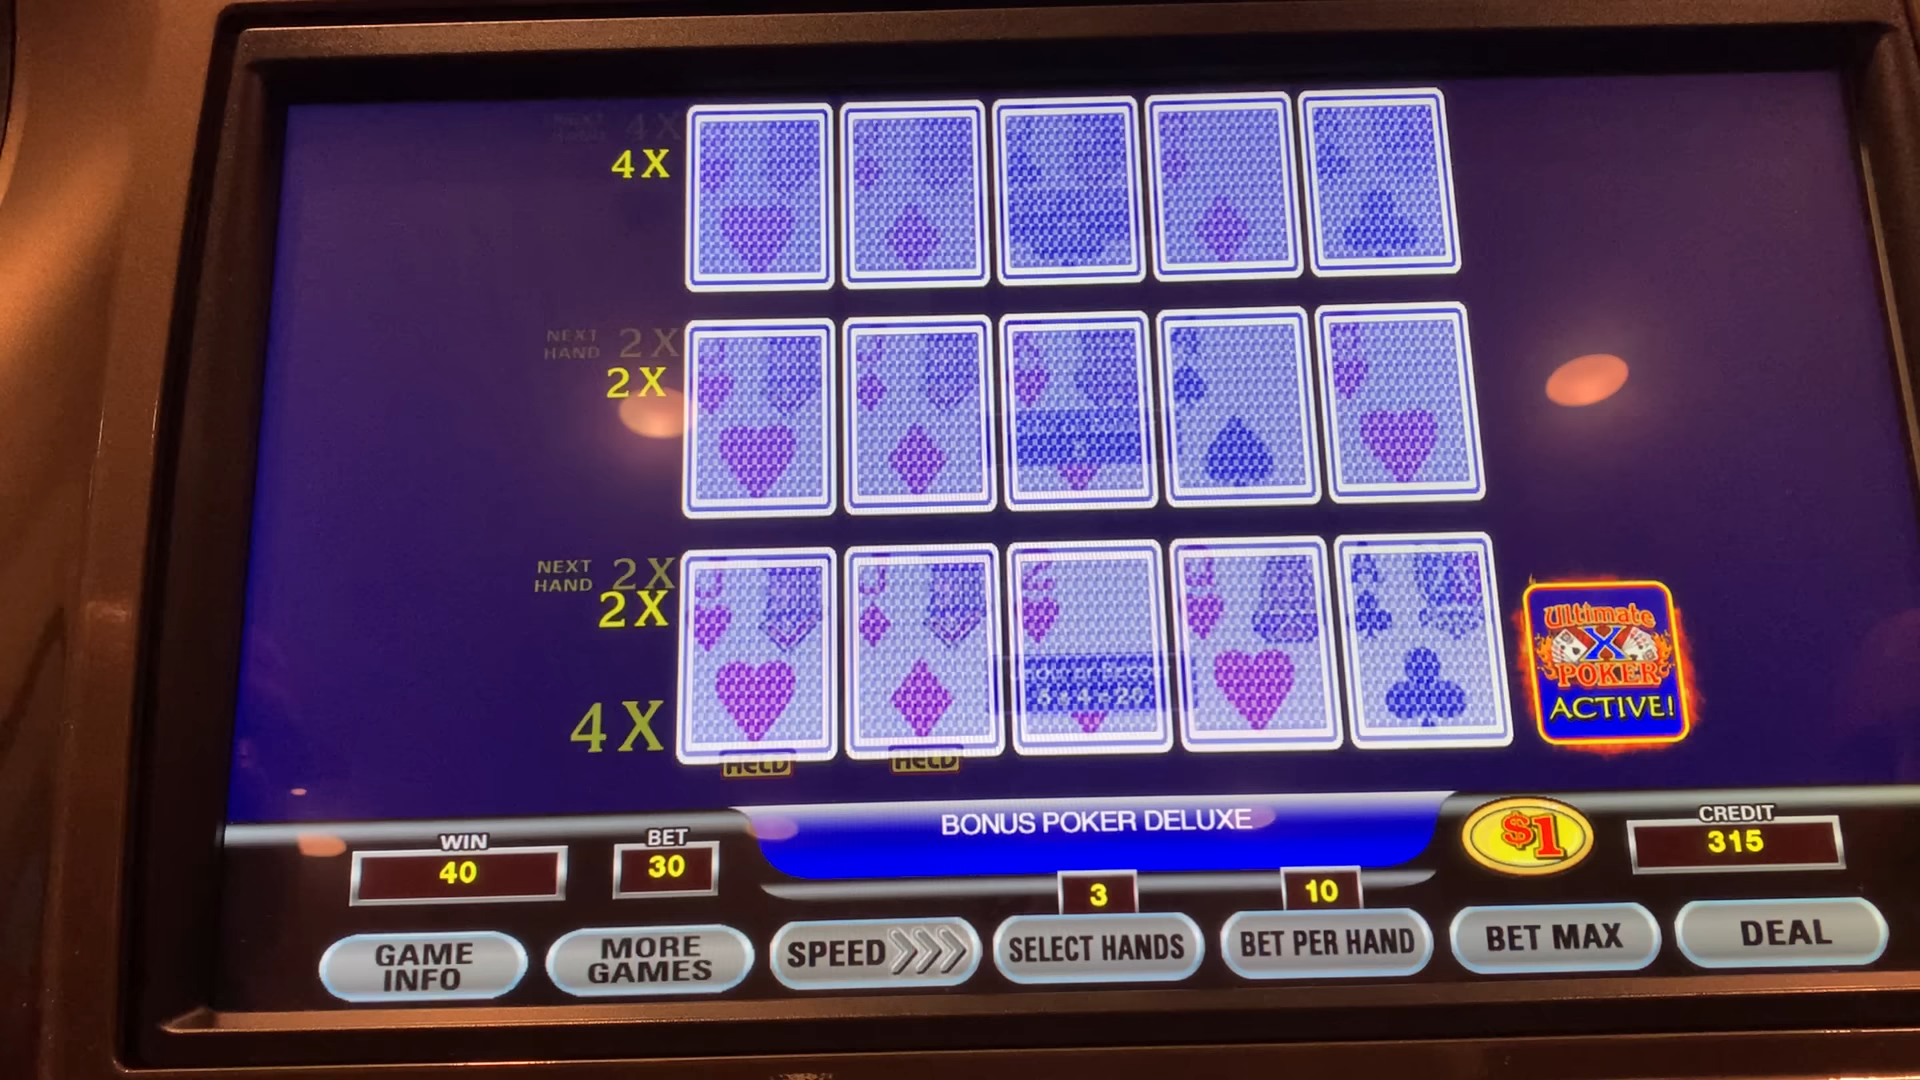 4X
4X
NEXT
HAND
2X
2X
NEXT
HAND
2X
2X
4X
HELD
HELD
Ultimate
X
POKER
ACTIVE!
WIN
40
BET
30
BONUS POKER DELUXE
$1
CREDIT
315
3
10
GAME
INFO
MORE
GAMES
SPEED
SELECT HANDS
BET PER HAND
BET MAX
DEAL